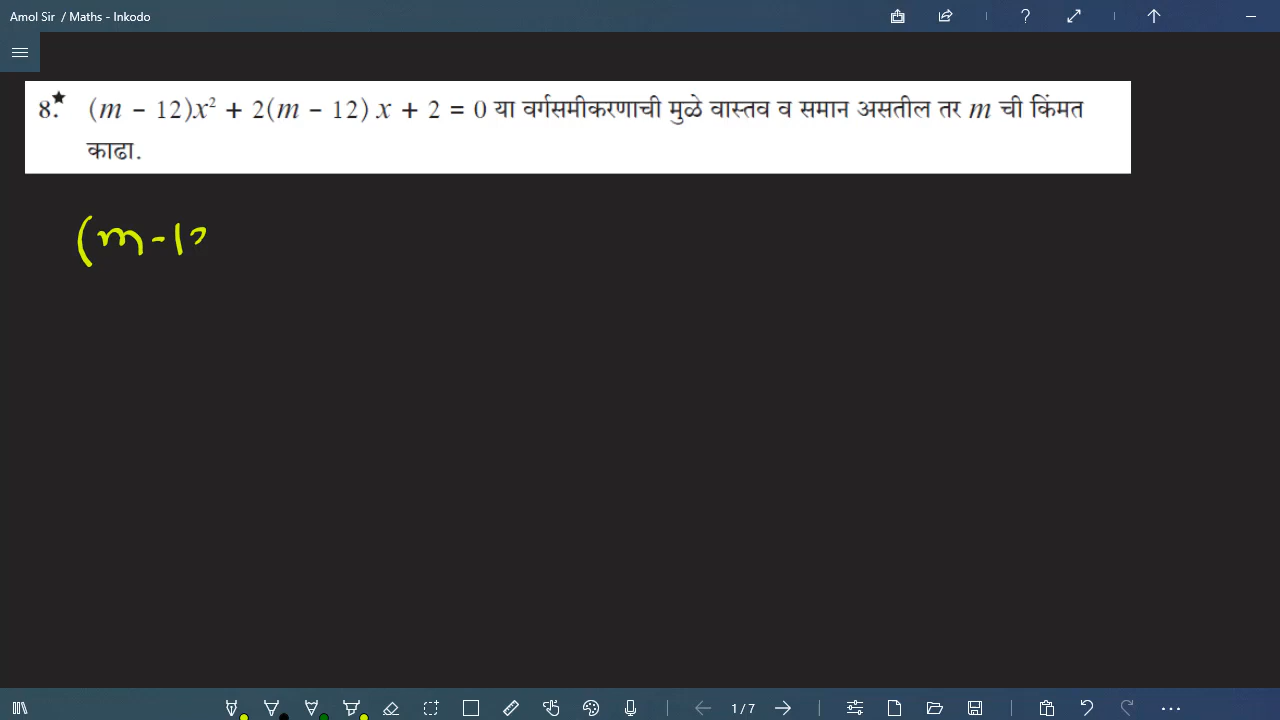 Amol Sir / Maths - Inkodo
8.★ (m − 12)x² + 2(m − 12) x + 2 = 0 या वर्गसमीकरणाची मुळे वास्तव व समान असतील तर m ची किंमत
काढा.
(m - 12
1 / 7